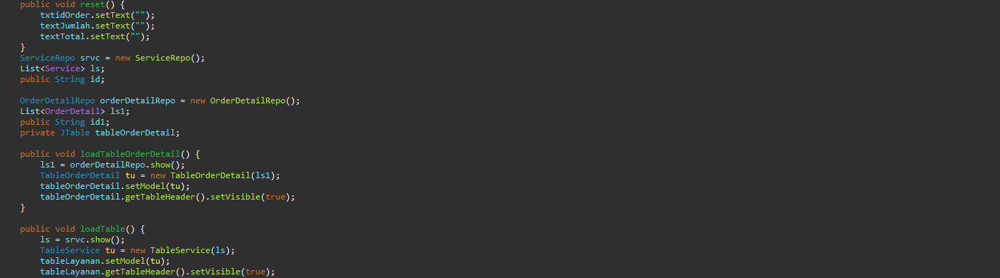 public void reset() {
txtidOrder.setText("");
textJumlah.setText("");
textTotal.setText("");
}
ServiceRepo srvc = new ServiceRepo();
List<Service> ls;
public String id;
OrderDetailRepo orderDetailRepo = new OrderDetailRepo();
List<OrderDetail> ls1;
public String id1;
private JTable tableOrderDetail;
public void loadTableOrderDetail() {
ls1 = orderDetailRepo.show();
TableOrderDetail tu = new TableOrderDetail(ls1);
tableOrderDetail.setModel(tu);
tableOrderDetail.getTableHeader().setVisible(true);
}
public void loadTable() {
ls = srvc.show();
TableService tu = new TableService(ls);
tableLayanan.setModel(tu);
tableLayanan.getTableHeader().setVisible(true);